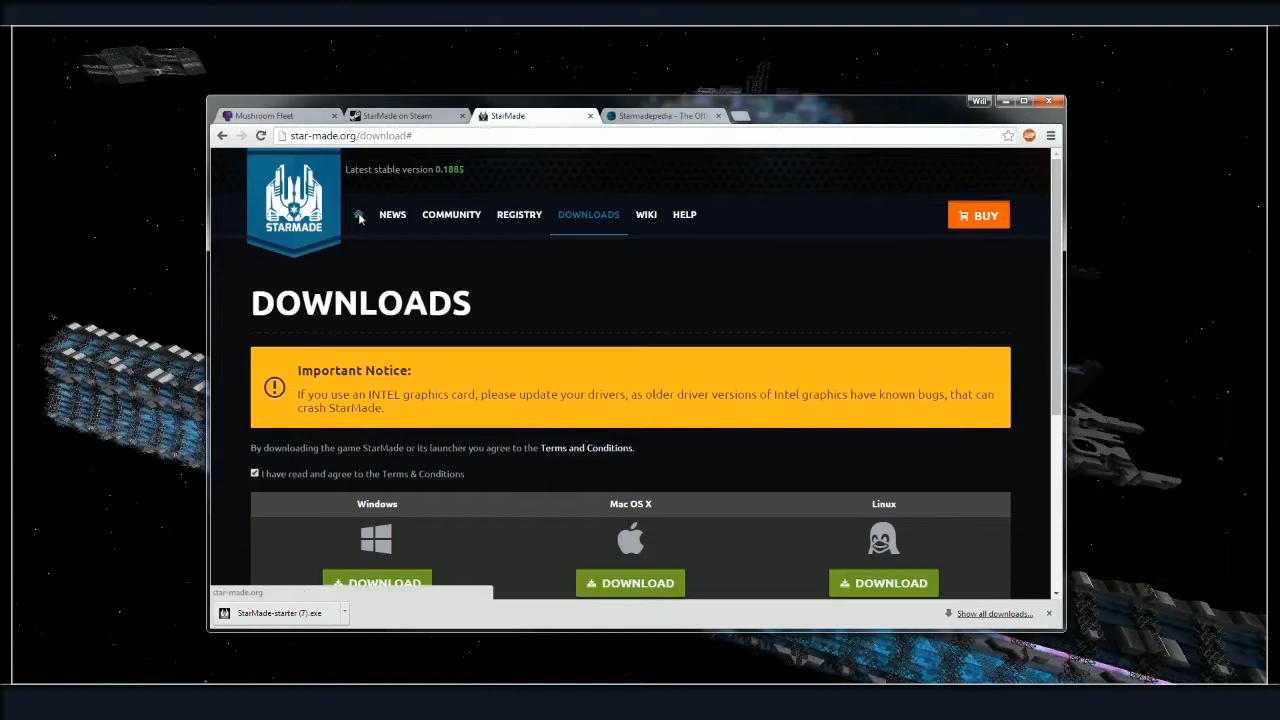 Will
Mushroom Fleet
StarMade on Steam
StarMade
Starmadepedia - The Off
star-made.org/download#
ABP
Latest stable version 0.1885
STARMADE
NEWS
COMMUNITY
REGISTRY
DOWNLOADS
WIKI
HELP
BUY
DOWNLOADS
Important Notice:
If you use an INTEL graphics card, please update your drivers, as older driver versions of Intel graphics have known bugs, that can
crash StarMade.
By downloading the game StarMade or its launcher you agree to the Terms and Conditions.
I have read and agree to the Terms & Conditions
Windows
Mac OS X
Linux
DOWNLOAD
DOWNLOAD
DOWNLOAD
star-made.org
StarMade-starter (7).exe
Show all downloads...